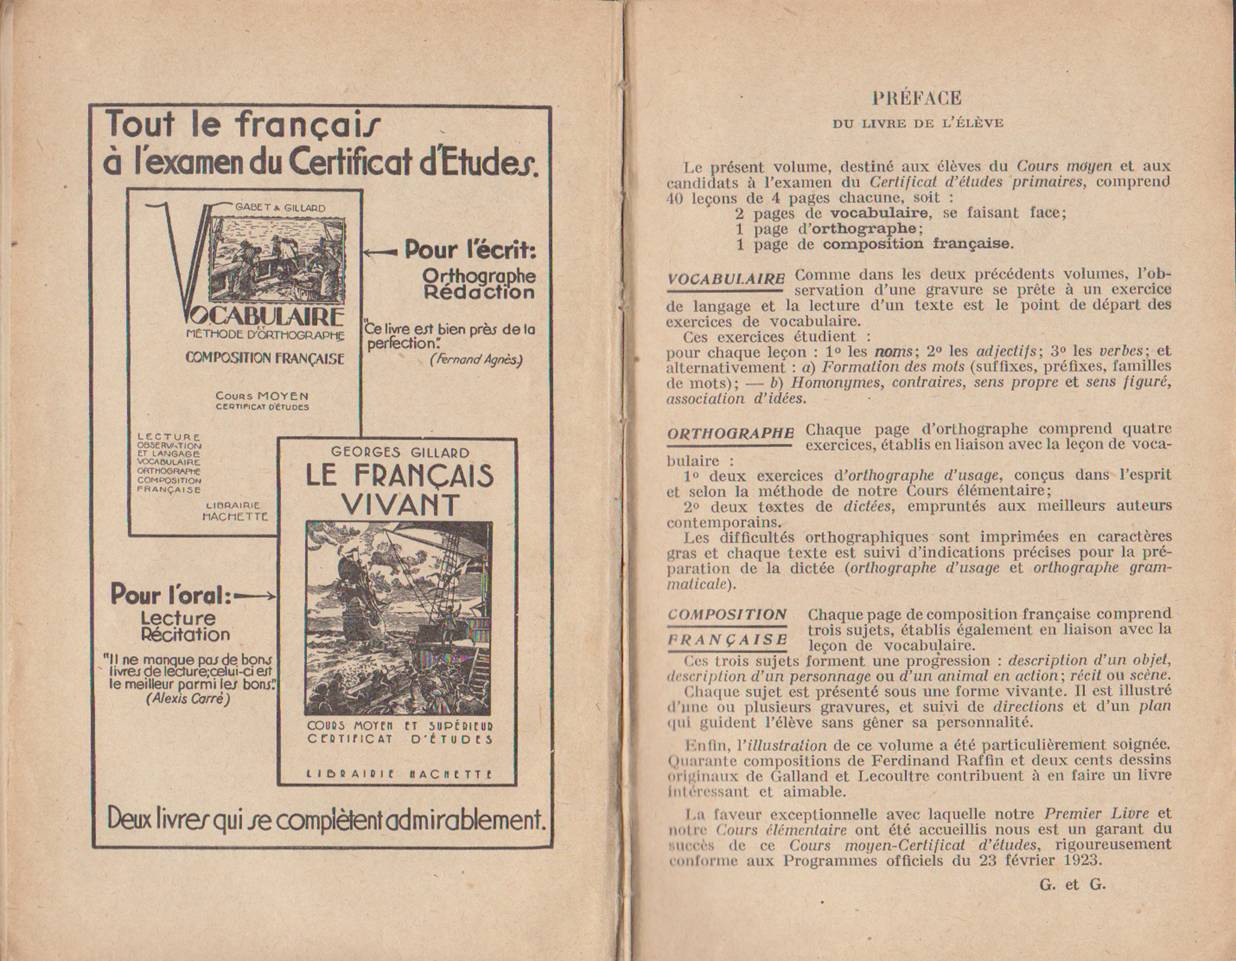 Tout le français
à l'examen du Certificat d'Etudes.
GABET & GILLARD
VOCABULAIRE
MÉTHODE D'ORTHOGRAPHE
COMPOSITION FRANÇAISE
COURS MOYEN
CERTIFICAT D'ÉTUDES
LECTURE
OBSERVATION
ET LANGAGE
VOCABULAIRE
ORTHOGRAPHE
COMPOSITION
FRANÇAISE
LIBRAIRIE
HACHETTE
Pour l'écrit:
Orthographe
Rédaction
"Ce livre est bien près de la
perfection."
(Fernand Agnès)
GEORGES GILLARD
LE FRANÇAIS
VIVANT
COURS MOYEN ET SUPÉRIEUR
CERTIFICAT D'ÉTUDES
LIBRAIRIE HACHETTE
Pour l'oral:
Lecture
Récitation
"Il ne manque pas de bons
livres de lecture; celui-ci est
le meilleur parmi les bons."
(Alexis Carré)
Deux livres qui se complètent admirablement.
PRÉFACE
DU LIVRE DE L'ÉLÈVE
Le présent volume, destiné aux élèves du Cours moyen et aux
candidats à l'examen du Certificat d'études primaires, comprend
40 leçons de 4 pages chacune, soit :
2 pages de vocabulaire, se faisant face;
1 page d'orthographe;
1 page de composition française.
VOCABULAIRE Comme dans les deux précédents volumes, l'ob-
servation d'une gravure se prête à un exercice
de langage et la lecture d'un texte est le point de départ des
exercices de vocabulaire.
Ces exercices étudient :
pour chaque leçon : 1º les noms; 2º les adjectifs; 3º les verbes; et
alternativement : a) Formation des mots (suffixes, préfixes, familles
de mots); — b) Homonymes, contraires, sens propre et sens figuré,
association d'idées.
ORTHOGRAPHE Chaque page d'orthographe comprend quatre
exercices, établis en liaison avec la leçon de voca-
bulaire :
1º deux exercices d'orthographe d'usage, conçus dans l'esprit
et selon la méthode de notre Cours élémentaire;
2º deux textes de dictées, empruntés aux meilleurs auteurs
contemporains.
Les difficultés orthographiques sont imprimées en caractères
gras et chaque texte est suivi d'indications précises pour la pré-
paration de la dictée (orthographe d'usage et orthographe gram-
maticale).
COMPOSITION Chaque page de composition française comprend
FRANÇAISE trois sujets, établis également en liaison avec la
leçon de vocabulaire.
Ces trois sujets forment une progression : description d'un objet,
description d'un personnage ou d'un animal en action; récit ou scène.
Chaque sujet est présenté sous une forme vivante. Il est illustré
d'une ou plusieurs gravures, et suivi de directions et d'un plan
qui guident l'élève sans gêner sa personnalité.
Enfin, l'illustration de ce volume a été particulièrement soignée.
Quarante compositions de Ferdinand Raffin et deux cents dessins
originaux de Galland et Lecoultre contribuent à en faire un livre
intéressant et aimable.
La faveur exceptionnelle avec laquelle notre Premier Livre et
notre Cours élémentaire ont été accueillis nous est un garant du
succès de ce Cours moyen-Certificat d'études, rigoureusement
conforme aux Programmes officiels du 23 février 1923.
G. et G.